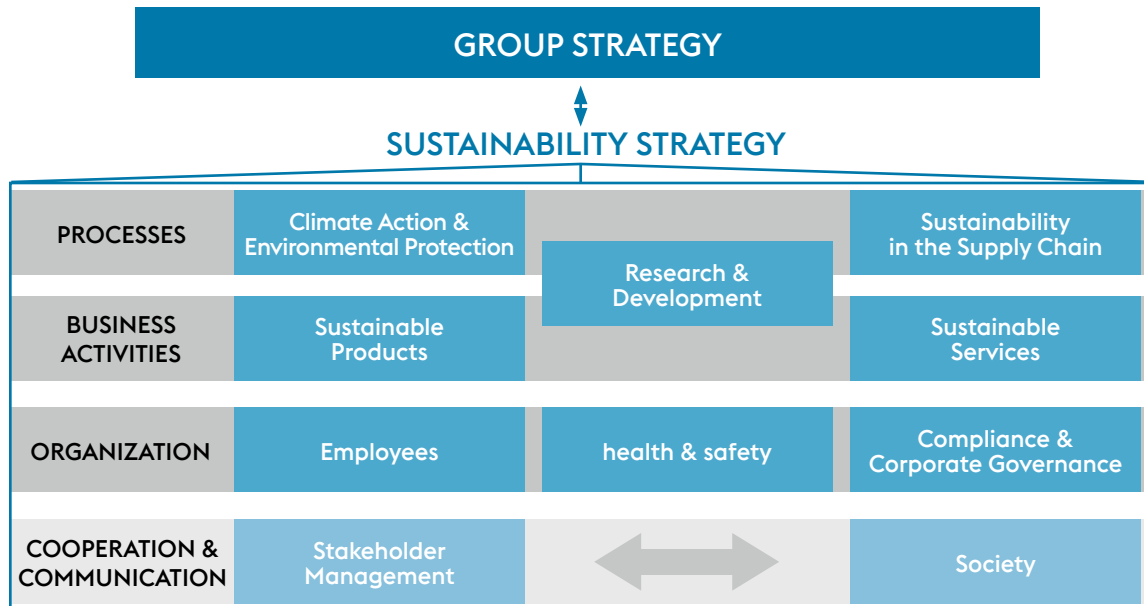 GROUP STRATEGY
SUSTAINABILITY STRATEGY
PROCESSES
Climate Action &
Environmental Protection
Research &
Development
Sustainability
in the Supply Chain
BUSINESS
ACTIVITIES
Sustainable
Products
Sustainable
Services
ORGANIZATION
Employees
health & safety
Compliance &
Corporate Governance
COOPERATION &
COMMUNICATION
Stakeholder
Management
Society